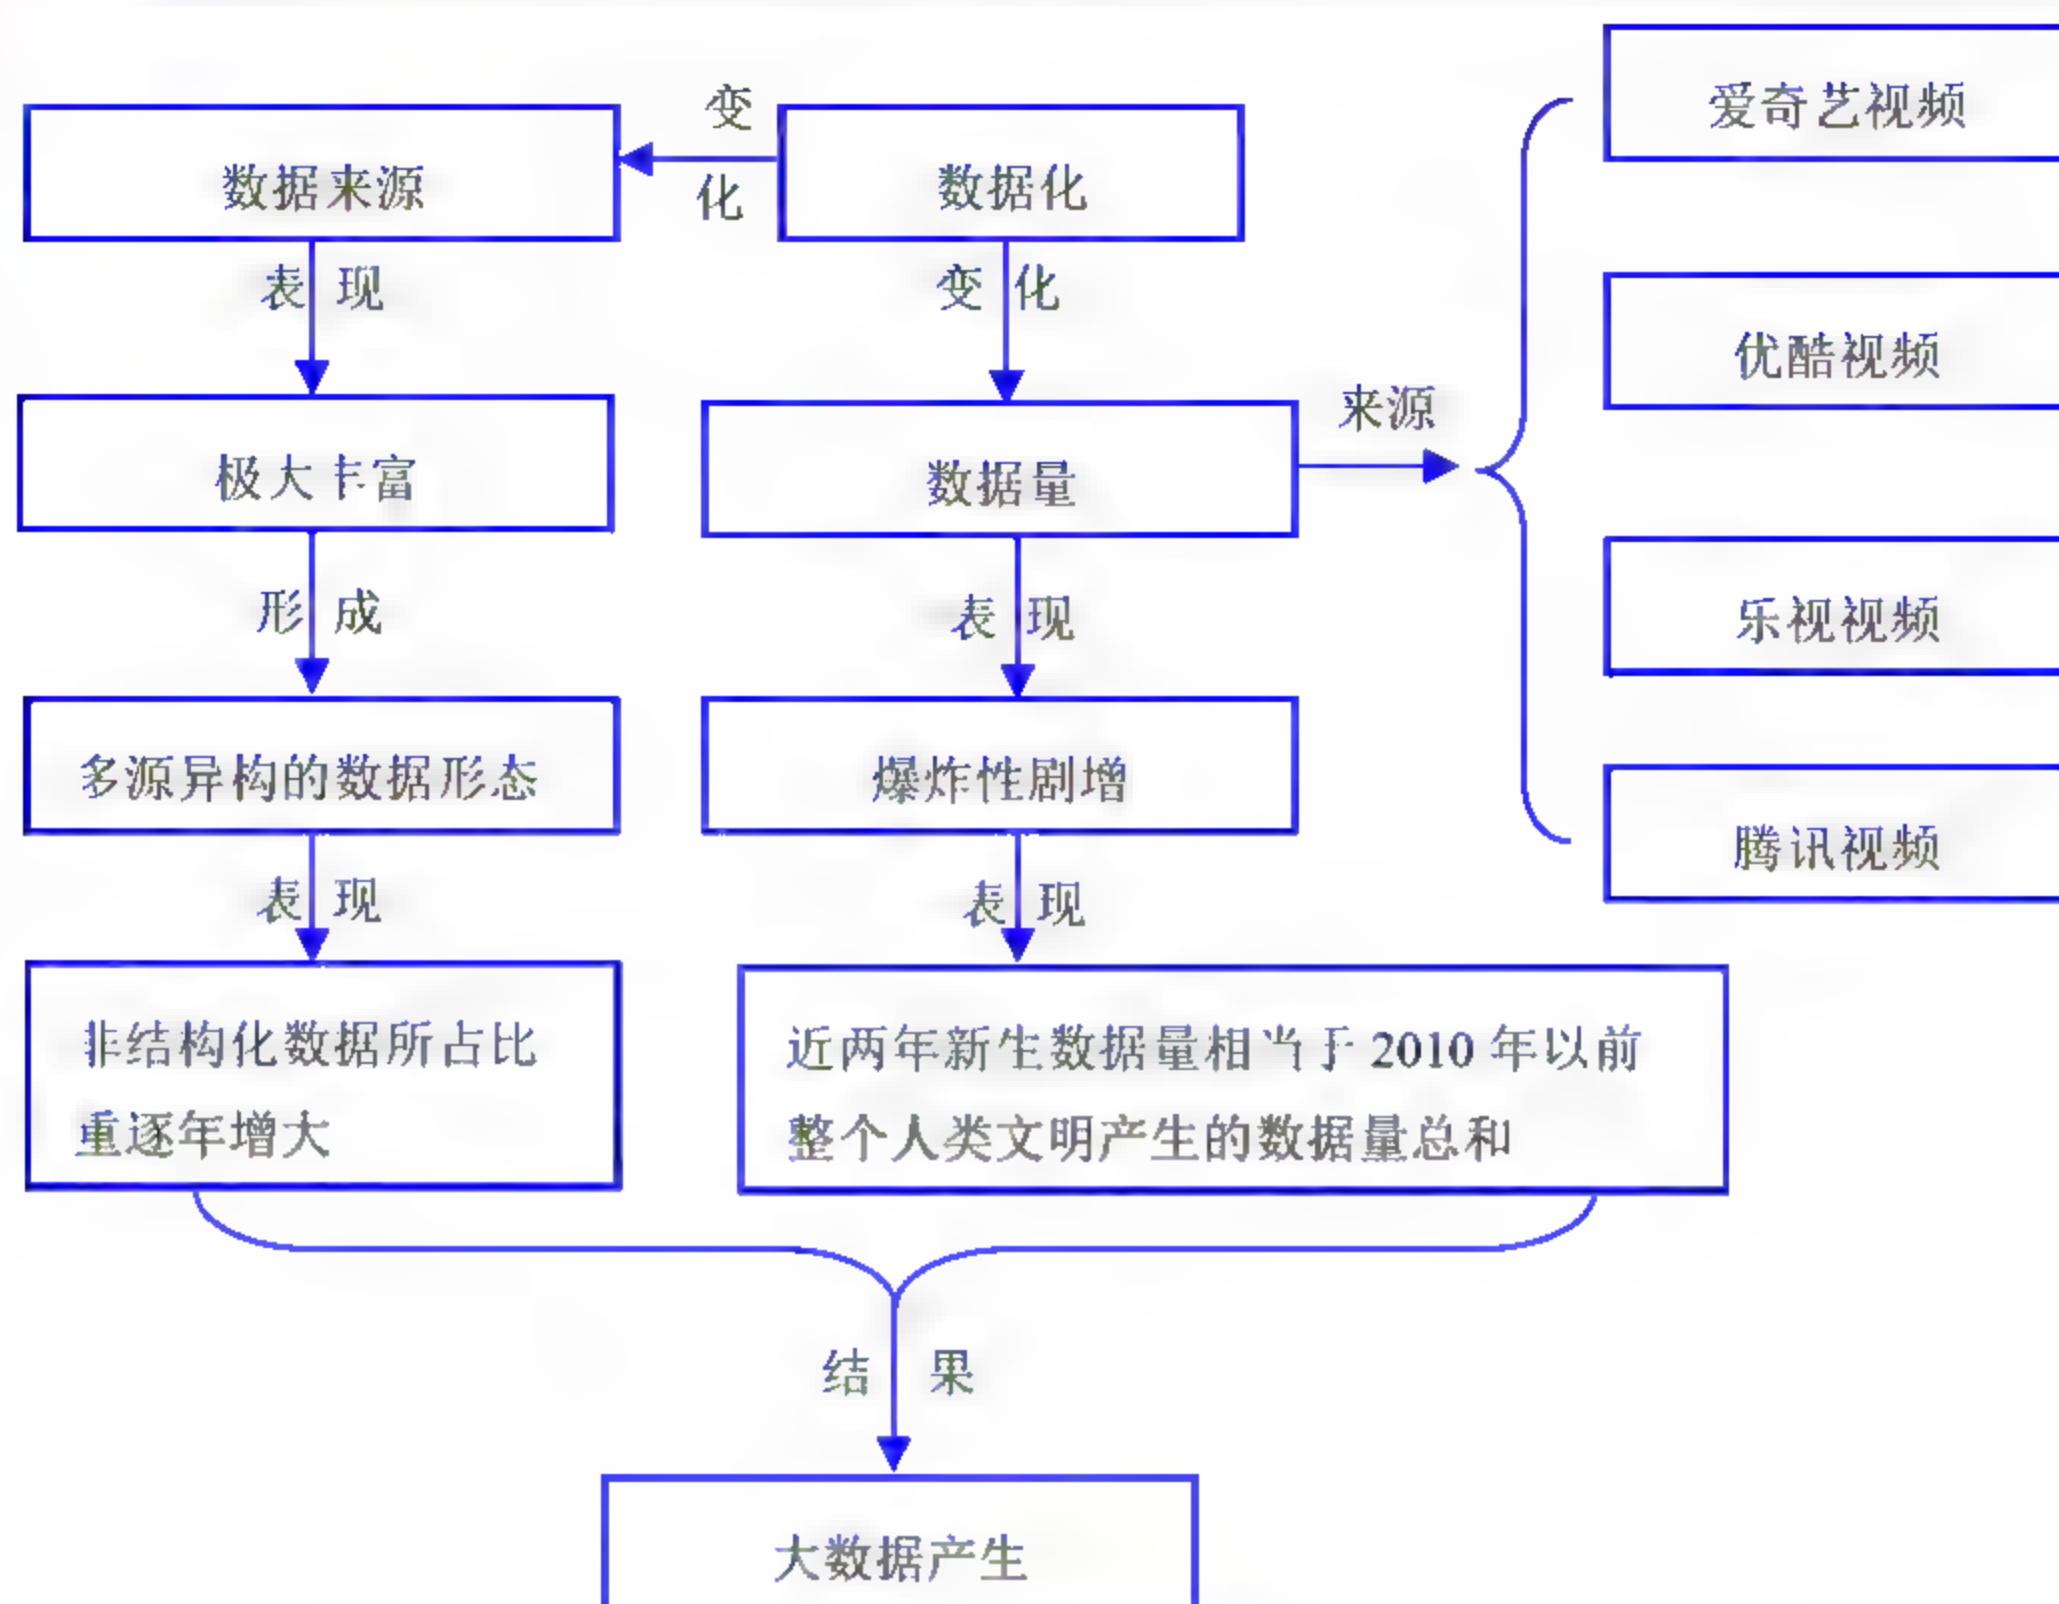 变
化
数据来源
数据化
爱奇艺视频
表 现
变 化
优酷视频
来源
极大丰富
数据量
形 成
表 现
乐视视频
多源异构的数据形态
爆炸性剧增
腾讯视频
表 现
表 现
非结构化数据所占比
重逐年增大
近两年新生数据量相当于 2010 年以前
整个人类文明产生的数据量总和
结 果
大数据产生